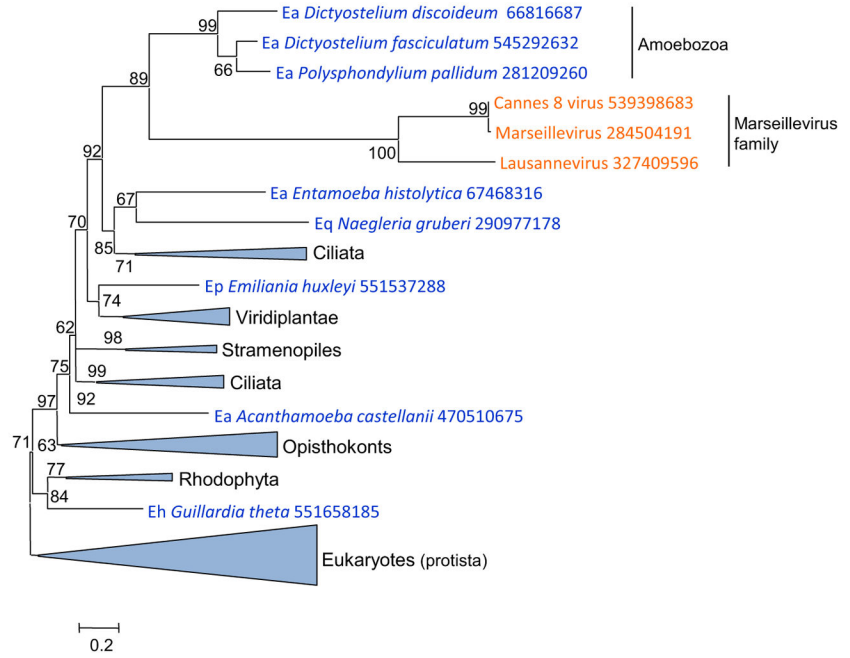 99
Ea Dictyostelium discoideum 66816687
Ea Dictyostelium fasciculatum 545292632
Amoebozoa
66
Ea Polysphondylium pallidum 281209260
89
99
Cannes 8 virus 539398683
Marseillevirus 284504191
Marseillevirus
family
100
Lausannevirus 327409596
92
67
Ea Entamoeba histolytica 67468316
70
Eq Naegleria gruberi 290977178
85
71
Ciliata
Ep Emiliania huxleyi 551537288
74
Viridiplantae
62
98
Stramenopiles
75
99
Ciliata
97
92
Ea Acanthamoeba castellanii 470510675
71
63
Opisthokonts
77
Rhodophyta
84
Eh Guillardia theta 551658185
Eukaryotes (protista)
0.2